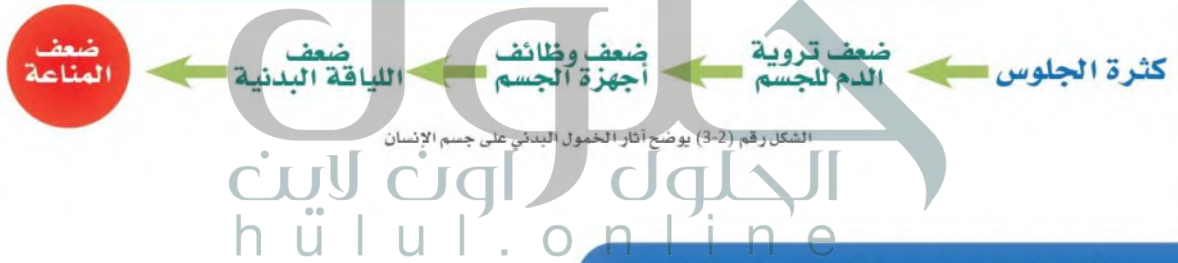 كثرة الجلوس
ضعف تروية
الدم للجسم
ضعف وظائف
أجهزة الجسم
ضعف
اللياقة البدنية
ضعف
المناعة
الشكل رقم (2-3) يوضح آثار الخمول البدني على جسم الإنسان
حلول
الحلول اون لاين
hulul.online